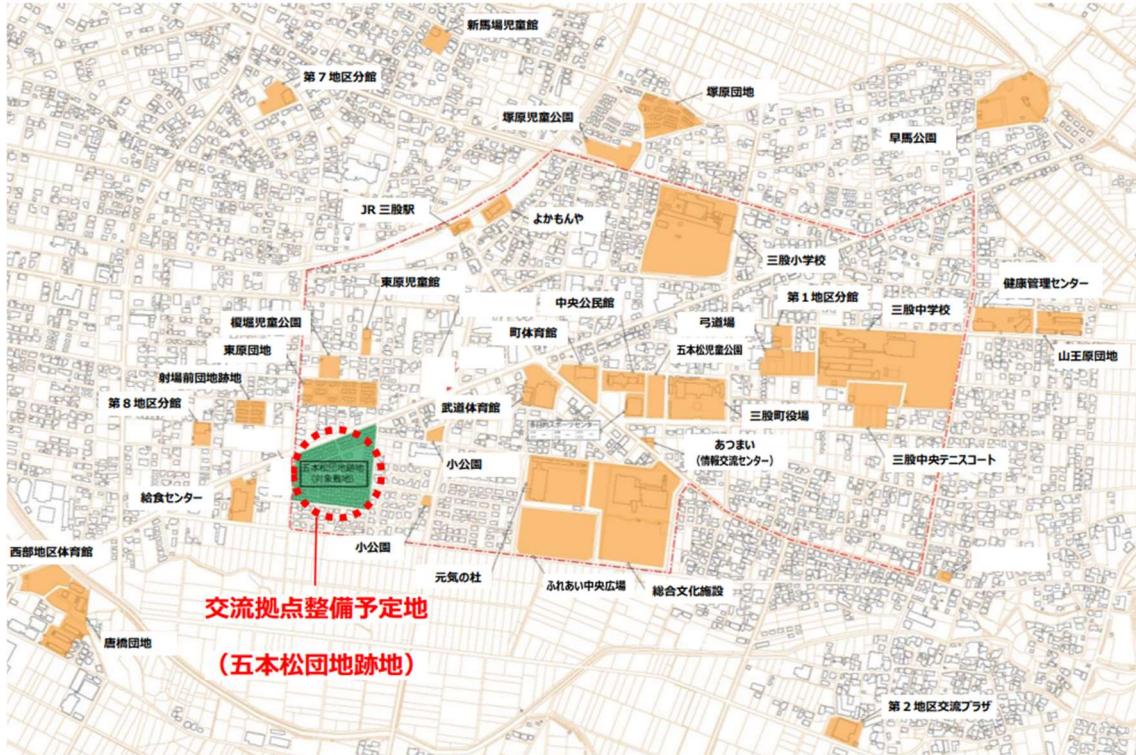 新馬場児童館
第7地区分館
塚原団地
塚原児童公園
早馬公園
JR 三股駅
よかもんや
三股小学校
東原児童館
中央公民館
第1地区分館
健康管理センター
榎堀児童公園
町体育館
弓道場
三股中学校
東原団地
五本松児童公園
山王原団地
射場前団地跡地
武道体育館
三股町役場
第8地区分館
あつまい
(情報交流センター)
三股中央テニスコート
小公園
五本松団地跡地
(対象敷地)
給食センター
小公園
西部地区体育館
元気の杜
ふれあい中央広場
総合文化施設
交流拠点整備予定地
(五本松団地跡地)
唐橋団地
第2地区交流プラザ